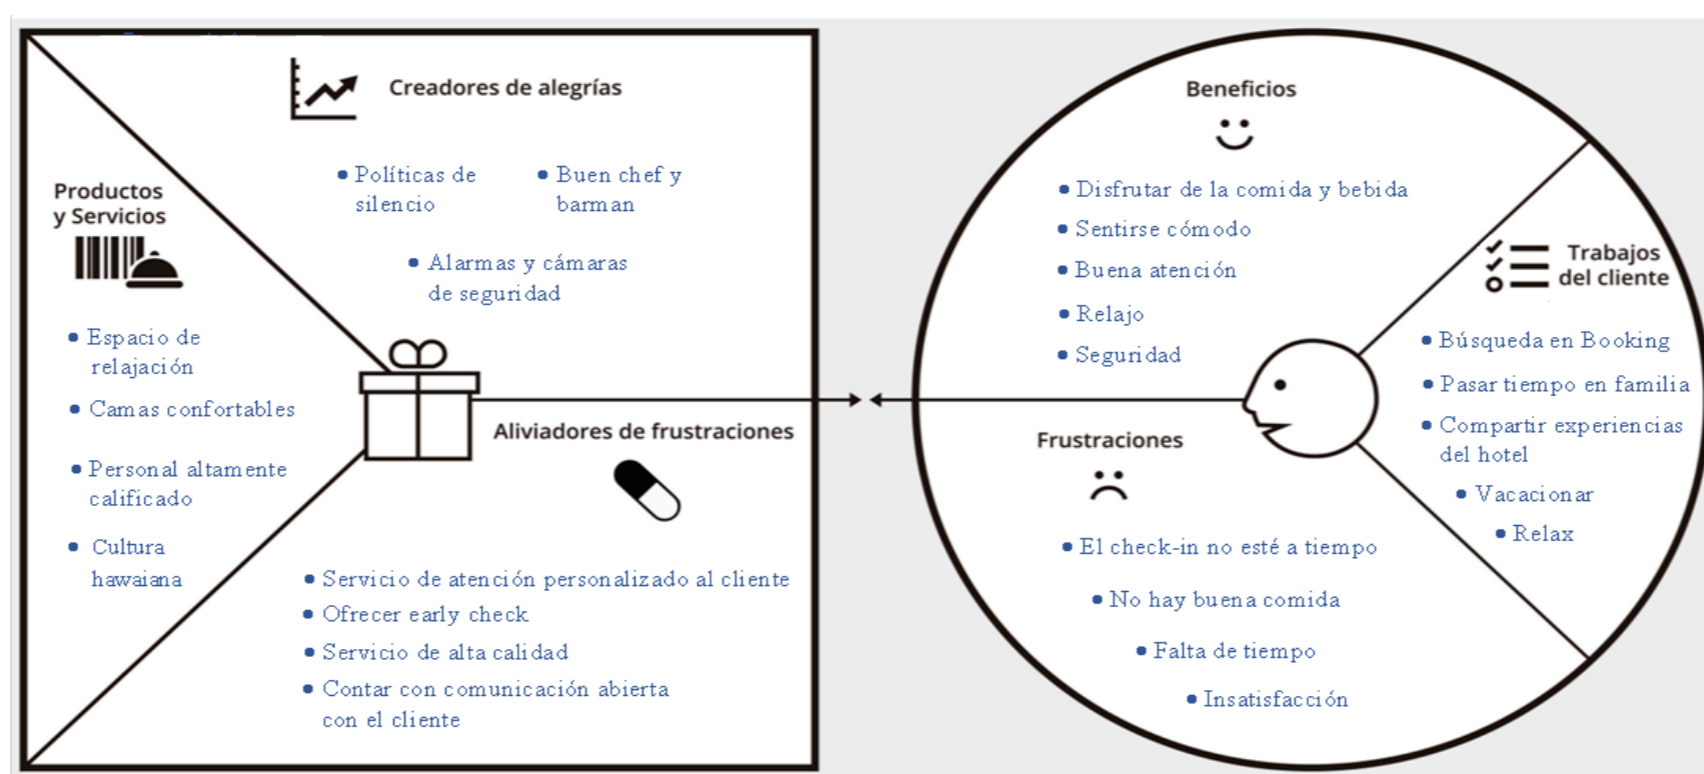 Creadores de alegrías
• Políticas de
silencio
• Buen chef y
barman
• Alarmas y cámaras
de seguridad
Productos
y Servicios
• Espacio de
relajación
• Camas confortables
• Personal altamente
calificado
• Cultura
hawaiana
Aliviadores de frustraciones
• Servicio de atención personalizado al cliente
• Ofrecer early check
• Servicio de alta calidad
• Contar con comunicación abierta
con el cliente
Beneficios
• Disfrutar de la comida y bebida
• Sentirse cómodo
• Buena atención
• Relajo
• Seguridad
Trabajos
del cliente
• Búsqueda en Booking
• Pasar tiempo en familia
• Compartir experiencias
del hotel
• Vacacionar
• Relax
Frustraciones
• El check-in no esté a tiempo
• No hay buena comida
• Falta de tiempo
• Insatisfacción